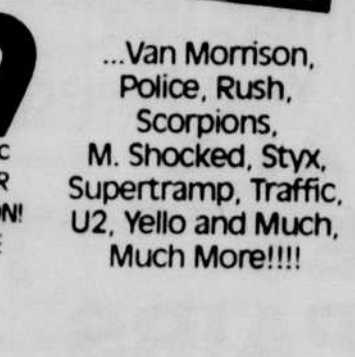 ...Van Morrison,
Police, Rush,
Scorpions,
M. Shocked, Styx,
Supertramp, Traffic,
U2, Yello and Much,
Much More!!!!